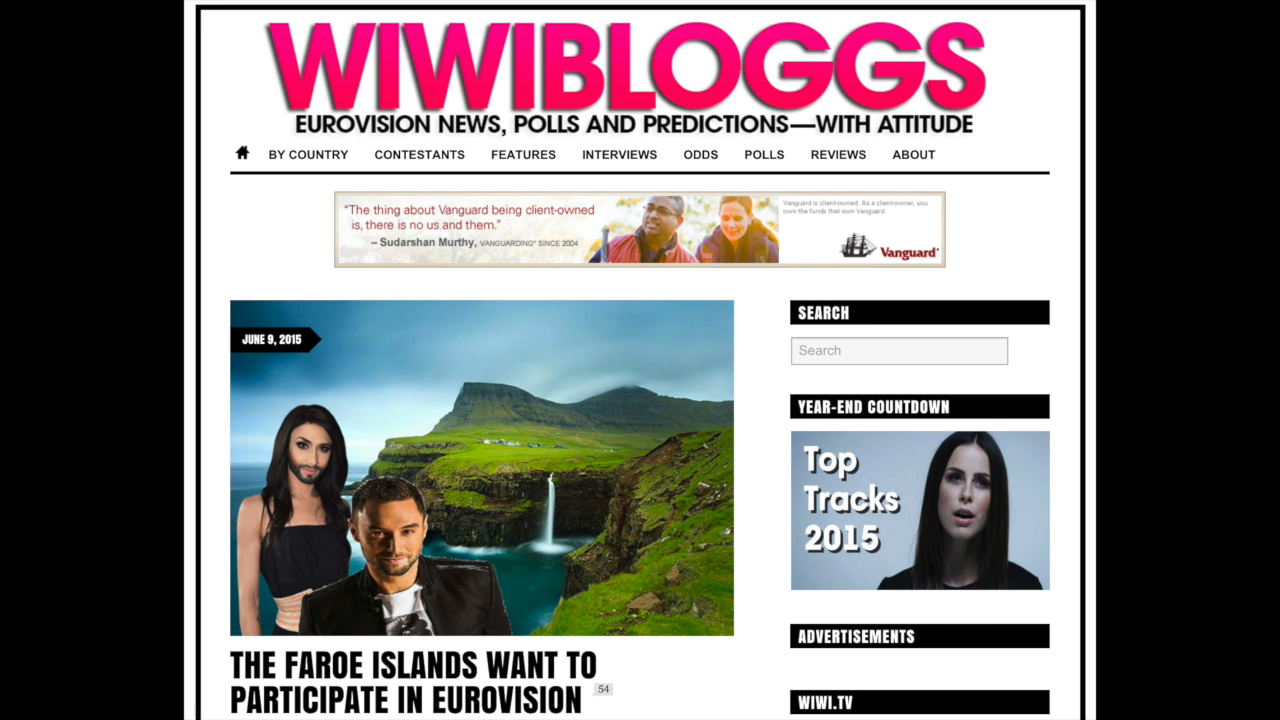 WIWIBLOGGS
EUROVISION NEWS, POLLS AND PREDICTIONS—WITH ATTITUDE
BY COUNTRY CONTESTANTS FEATURES INTERVIEWS ODDS POLLS REVIEWS ABOUT
“The thing about Vanguard being client-owned
is, there is no us and them.”
– Sudarshan Murthy, VANGUARDING® SINCE 2004
Vanguard is client-owned. As a client-owner, you
own the funds that own Vanguard.
Vanguard®
JUNE 9, 2015
THE FAROE ISLANDS WANT TO
PARTICIPATE IN EUROVISION 54
SEARCH
Search
YEAR-END COUNTDOWN
Top
Tracks
2015
ADVERTISEMENTS
WIWI.TV